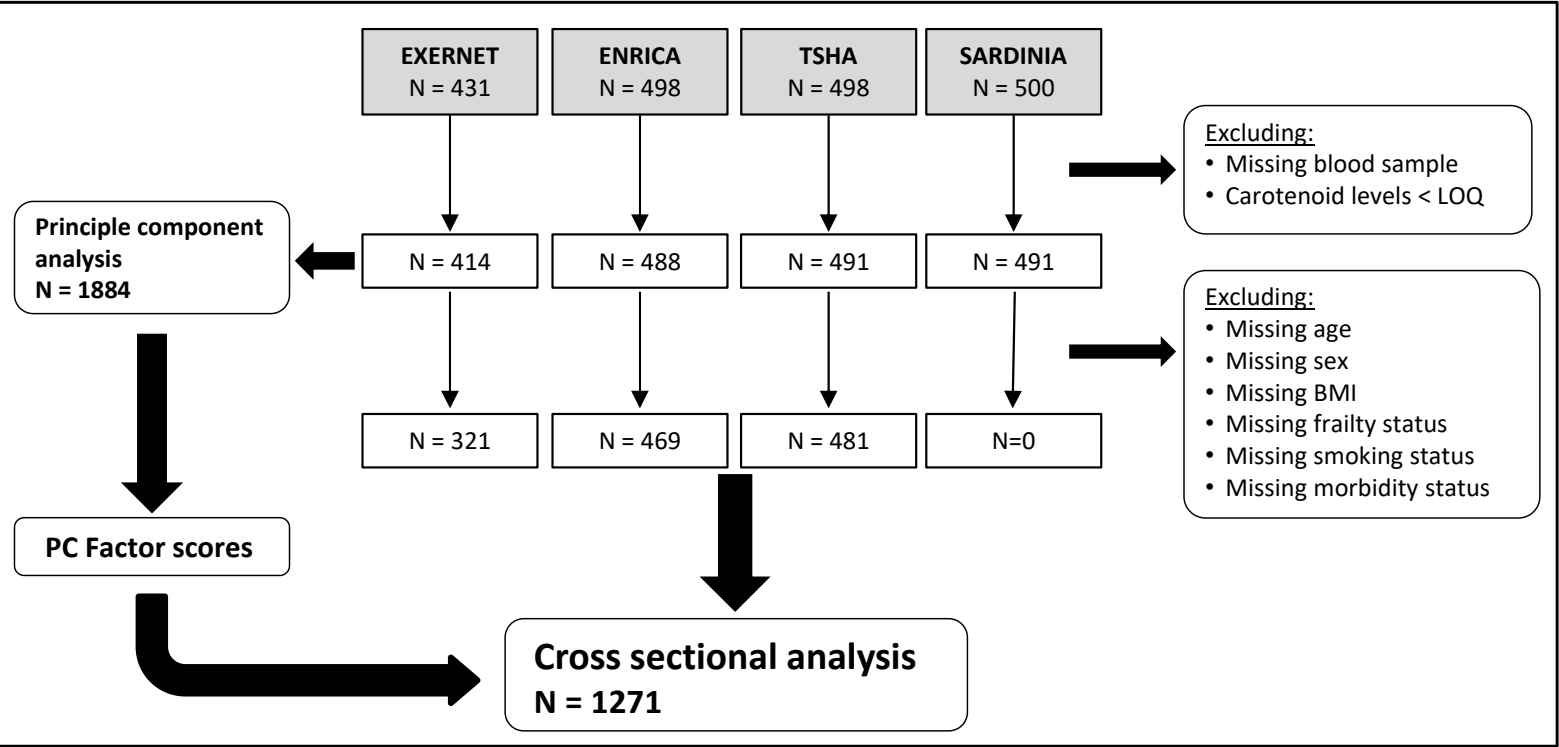 EXERNET
N = 431
ENRICA
N = 498
TSHA
N = 498
SARDINIA
N = 500
Excluding:
• Missing blood sample
• Carotenoid levels < LOQ
Principle component
analysis
N = 1884
N = 414
N = 488
N = 491
N = 491
Excluding:
• Missing age
• Missing sex
• Missing BMI
• Missing frailty status
• Missing smoking status
• Missing morbidity status
N = 321
N = 469
N = 481
N=0
PC Factor scores
Cross sectional analysis
N = 1271